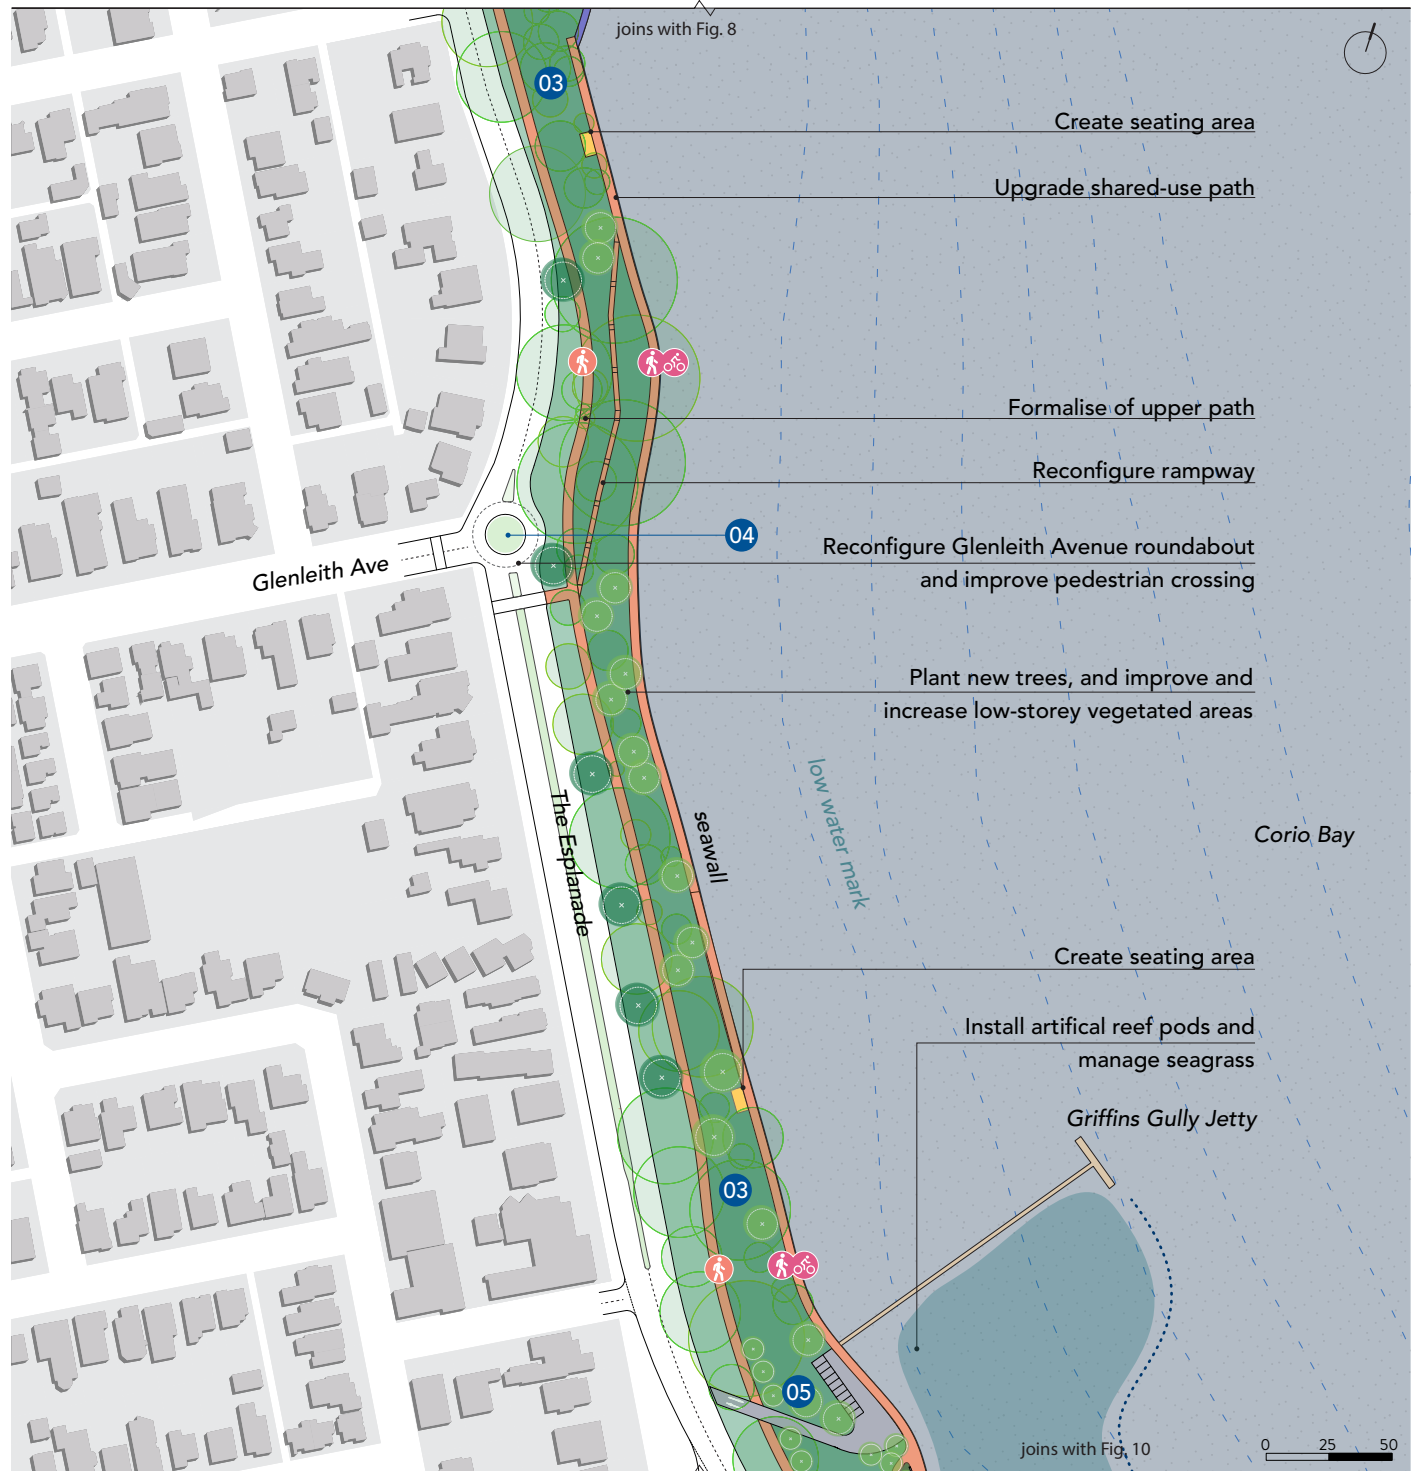 joins with Fig. 8
03
Create seating area
Upgrade shared-use path
Formalise of upper path
Reconfigure rampway
04
Reconfigure Glenleith Avenue roundabout
and improve pedestrian crossing
Glenleith Ave
Plant new trees, and improve and
increase low-storey vegetated areas
low water mark
The Esplanade
seawall
Corio Bay
Create seating area
Install artifical reef pods and
manage seagrass
Griffins Gully Jetty
03
05
joins with Fig. 10
0 25 50